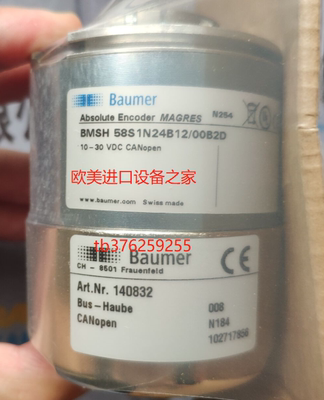 Baumer
Absolute Encoder MAGRES N254
BMSH 58S1N24B12/00B2D
10-30 VDC CANopen
欧美进口设备之家
www.baumer.com Swiss made
tb376259255
Baumer
CH-8501 Frauenfeld
CE
Art.Nr. 140832
Bus-Haube 008
CANopen N184
102717856